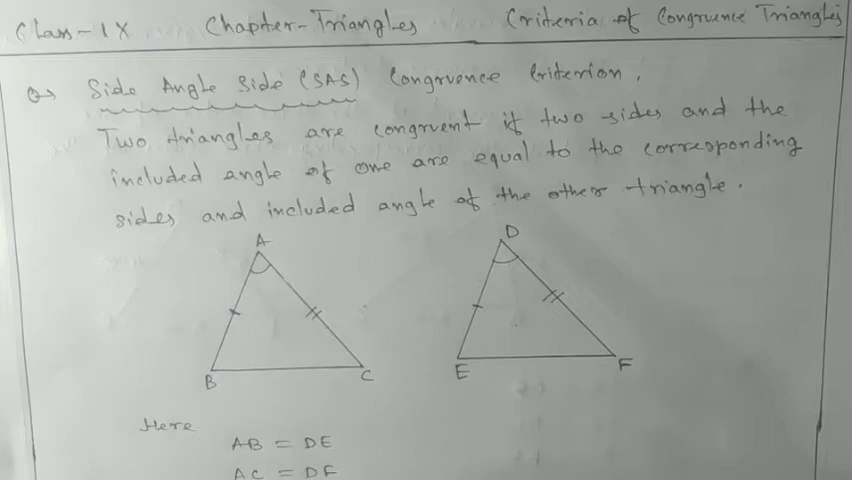 Class-IX Chapter-Triangles Criteria of Congruence Triangles
Q→ Side Angle Side (SAS) Congruence Criterion.
Two triangles are congruent if two sides and the
included angle of one are equal to the corresponding
sides and included angle of the other triangle.
A D
B C E F
Here
AB = DE
AC = DF